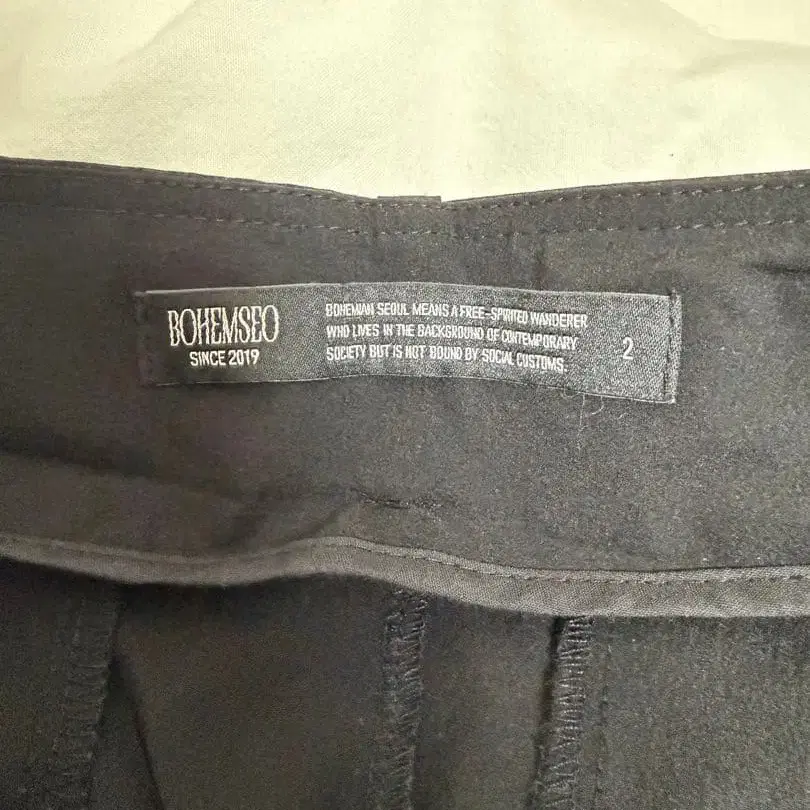 BOHEMSEO
SINCE 2019
BOHEMIAN SEOUL MEANS A FREE-SPIRITED WANDERER
WHO LIVES IN THE BACKGROUND OF CONTEMPORARY
SOCIETY BUT IS NOT BOUND BY SOCIAL CUSTOMS.
2